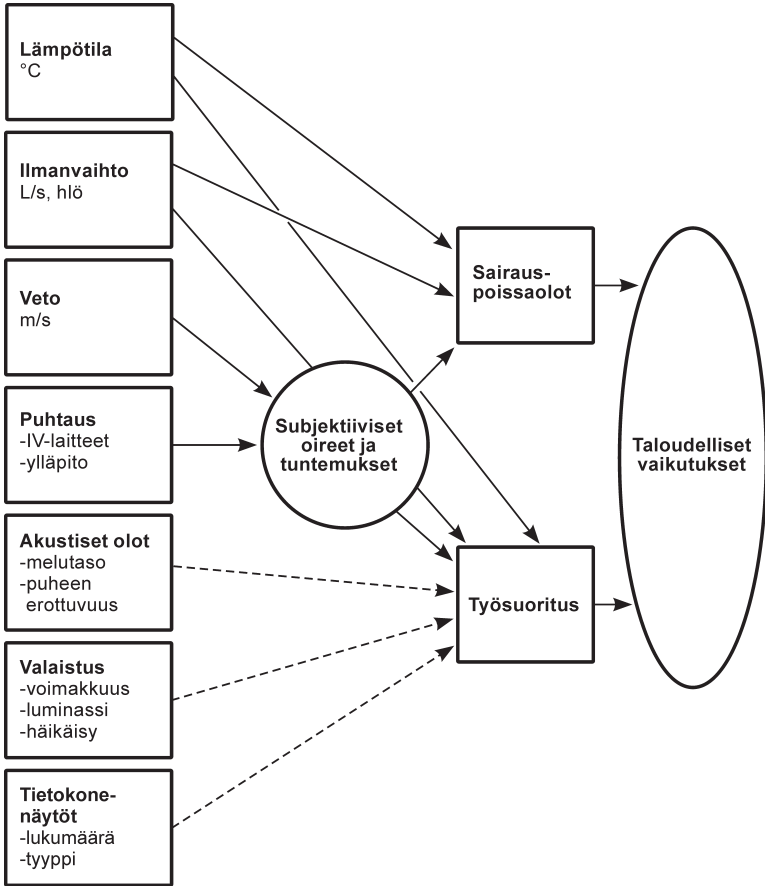 Lämpötila
°C
Ilmanvaihto
L/s, hlö
Veto
m/s
Puhtaus
-IV-laitteet
-ylläpito
Akustiset olot
-melutaso
-puheen
erottuvuus
Valaistus
-voimakkuus
-luminassi
-häikäisy
Tietokone-
näytöt
-lukumäärä
-tyyppi
Subjektiiviset
oireet ja
tuntemukset
Sairaus-
poissaolot
Työsuoritus
Taloudelliset
vaikutukset